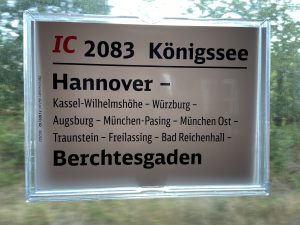 IC 2083 Königssee
Hannover –
Kassel-Wilhelmshöhe – Würzburg –
Augsburg – München-Pasing – München Ost –
Traunstein – Freilassing – Bad Reichenhall –
Berchtesgaden